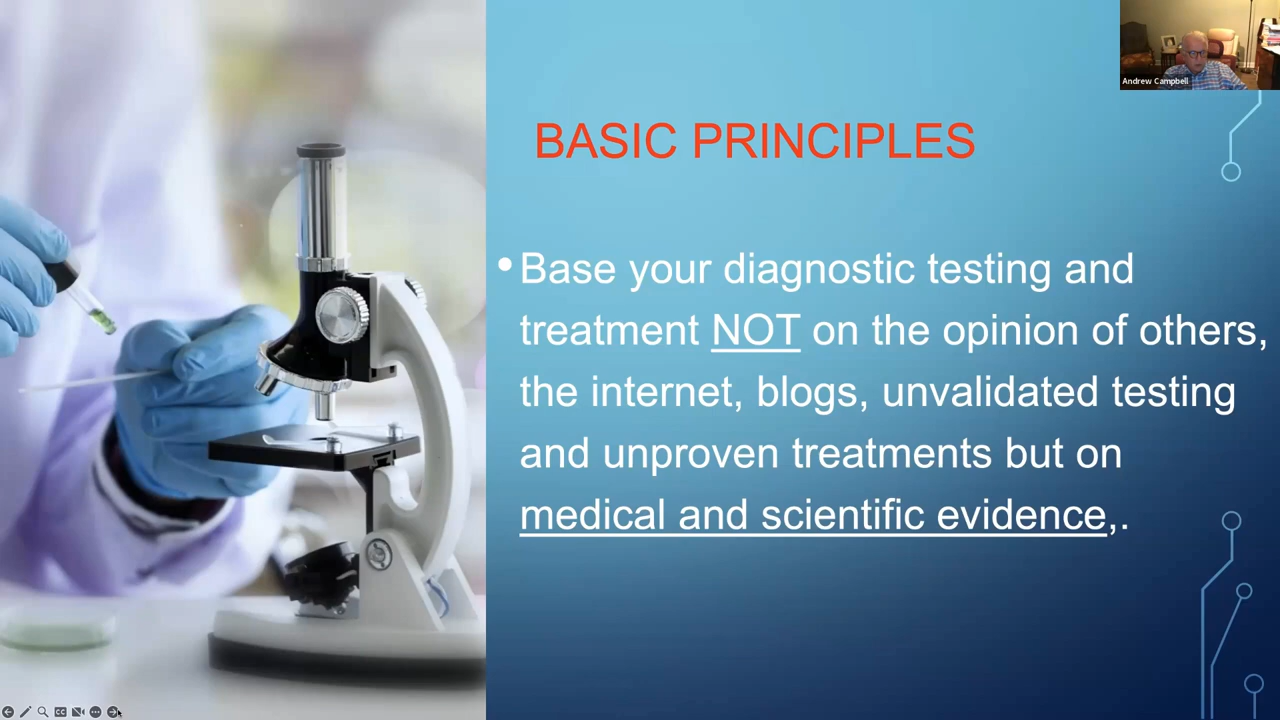 Andrew Campbell
BASIC PRINCIPLES
• Base your diagnostic testing and
treatment NOT on the opinion of others,
the internet, blogs, unvalidated testing
and unproven treatments but on
medical and scientific evidence,.
CC